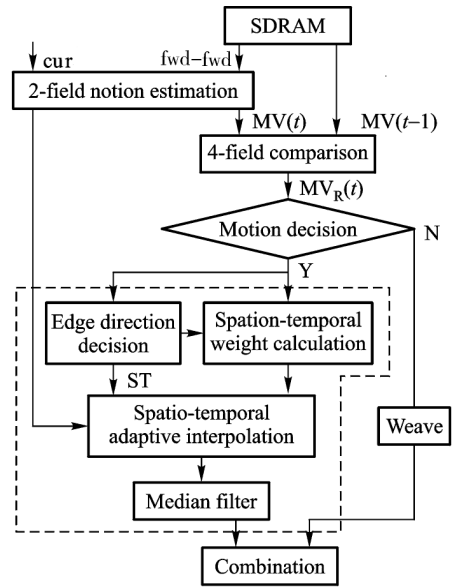 SDRAM
cur
fwd-fwd
2-field notion estimation
MV(t)
MV(t-1)
4-field comparison
MV_R(t)
Motion decision
N
Y
Edge direction
decision
Spation-temporal
weight calculation
ST
Spatio-temporal
adaptive interpolation
Weave
Median filter
Combination